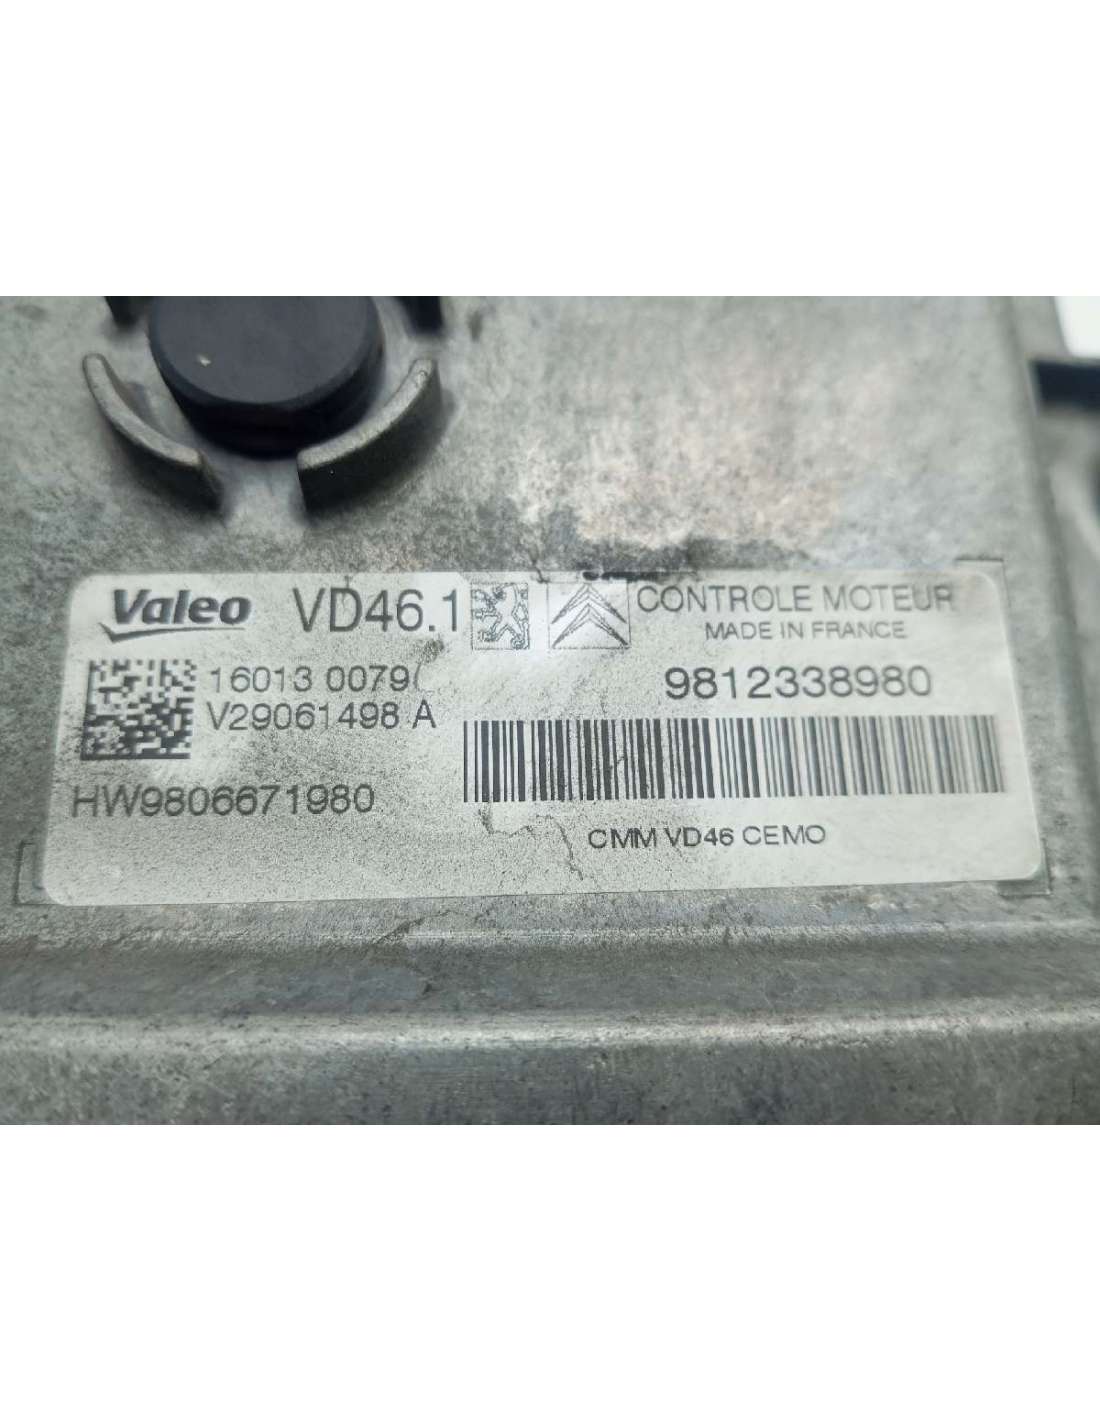 Valeo VD46.1 CONTROLE MOTEUR
MADE IN FRANCE
16013 0079
V29061498 A
9812338980
HW9806671980
CMM VD46 CEMO